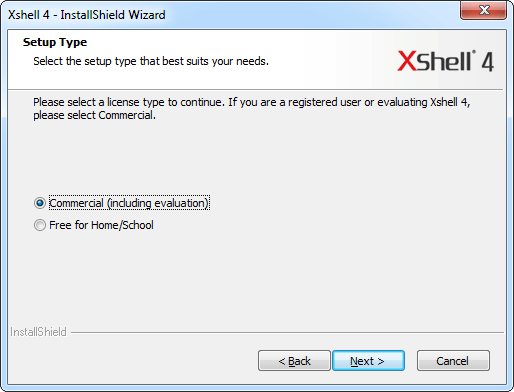 Xshell 4 - InstallShield Wizard
Setup Type
Select the setup type that best suits your needs.
Xshell 4
Please select a license type to continue. If you are a registered user or evaluating Xshell 4,
please select Commercial.
Commercial (including evaluation)
Free for Home/School
InstallShield
< Back
Next >
Cancel